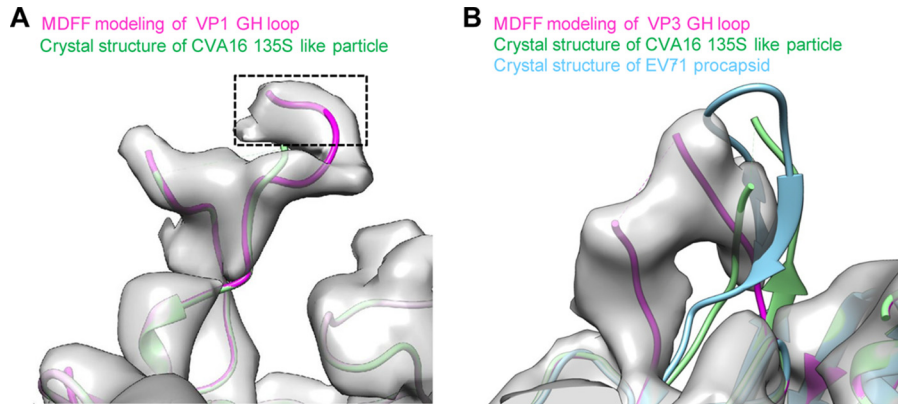 A
MDFF modeling of VP1 GH loop
Crystal structure of CVA16 135S like particle
B
MDFF modeling of VP3 GH loop
Crystal structure of CVA16 135S like particle
Crystal structure of EV71 procapsid